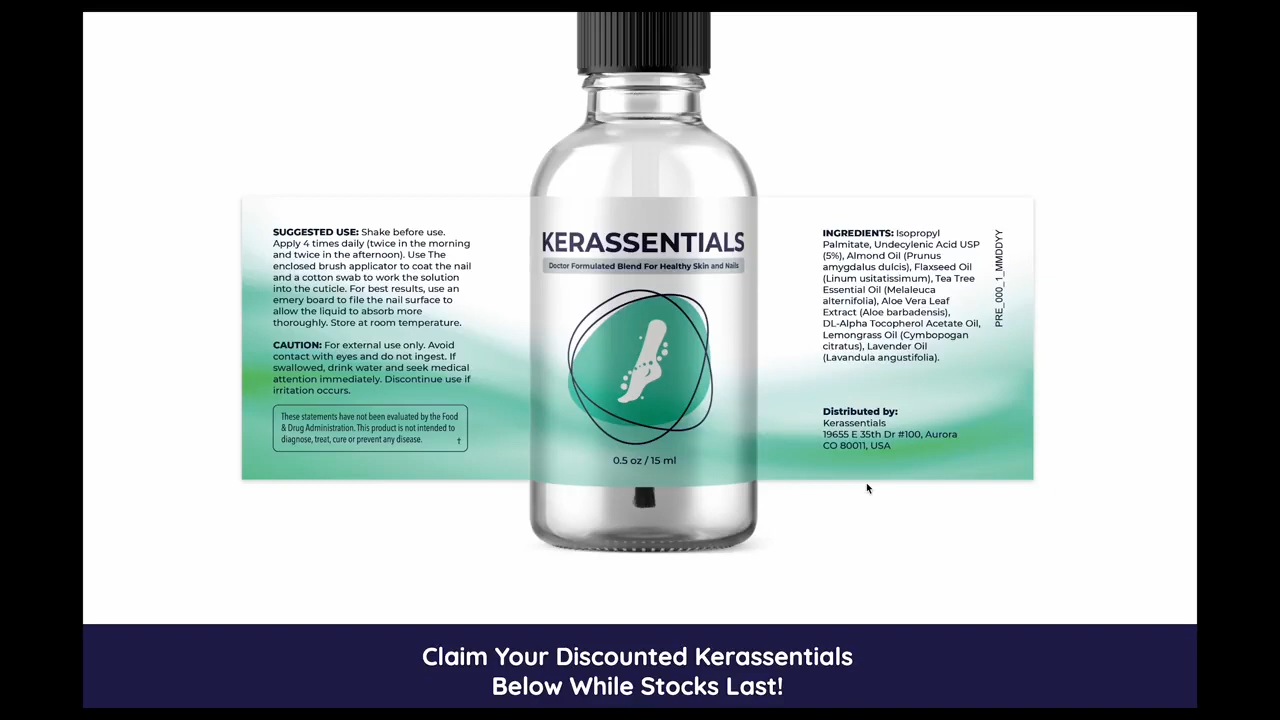 SUGGESTED USE: Shake before use.
Apply 4 times daily (twice in the morning
and twice in the afternoon). Use The
enclosed brush applicator to coat the nail
and a cotton swab to work the solution
into the cuticle. For best results, use an
emery board to file the nail surface to
allow the liquid to absorb more
thoroughly. Store at room temperature.
CAUTION: For external use only. Avoid
contact with eyes and do not ingest. If
swallowed, drink water and seek medical
attention immediately. Discontinue use if
irritation occurs.
These statements have not been evaluated by the Food
& Drug Administration. This product is not intended to
diagnose, treat, cure or prevent any disease. †
KERASSENTIALS
Doctor Formulated Blend For Healthy Skin and Nails
0.5 oz / 15 ml
INGREDIENTS: Isopropyl
Palmitate, Undecylenic Acid USP
(5%), Almond Oil (Prunus
amygdalus dulcis), Flaxseed Oil
(Linum usitatissimum), Tea Tree
Essential Oil (Melaleuca
alternifolia), Aloe Vera Leaf
Extract (Aloe barbadensis),
DL-Alpha Tocopherol Acetate Oil,
Lemongrass Oil (Cymbopogan
citratus), Lavender Oil
(Lavandula angustifolia).
PRE_000_1_MMDDYY
Distributed by:
Kerassentials
19655 E 35th Dr #100, Aurora
CO 80011, USA
Claim Your Discounted Kerassentials
Below While Stocks Last!